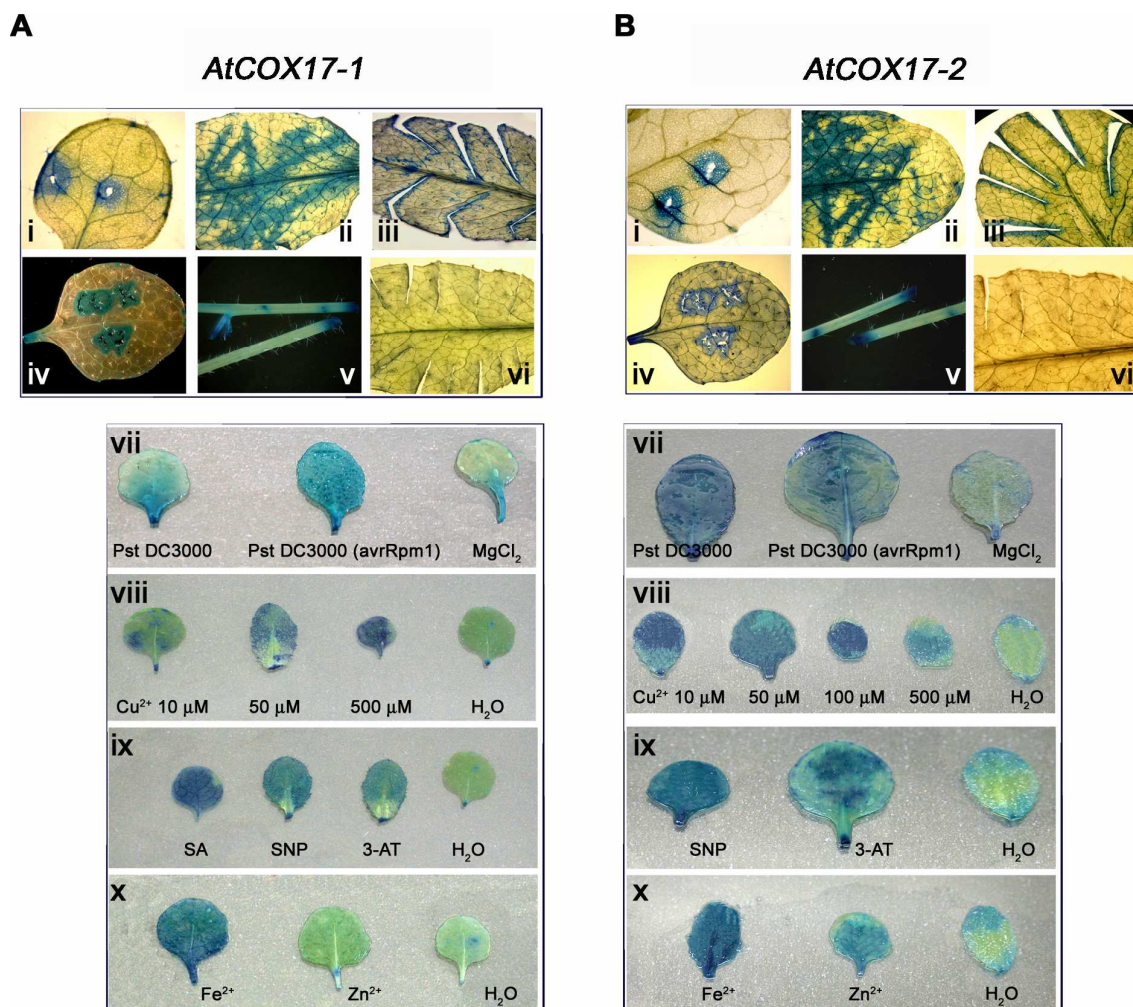 A
AtCOX17-1
i
ii
iii
iv
v
vi
vii
Pst DC3000 Pst DC3000 (avrRpm1) MgCl₂
viii
Cu²⁺ 10 µM 50 µM 500 µM H₂O
ix
SA SNP 3-AT H₂O
x
Fe²⁺ Zn²⁺ H₂O
B
AtCOX17-2
i
ii
iii
iv
v
vi
vii
Pst DC3000 Pst DC3000 (avrRpm1) MgCl₂
viii
Cu²⁺ 10 µM 50 µM 100 µM 500 µM H₂O
ix
SNP 3-AT H₂O
x
Fe²⁺ Zn²⁺ H₂O